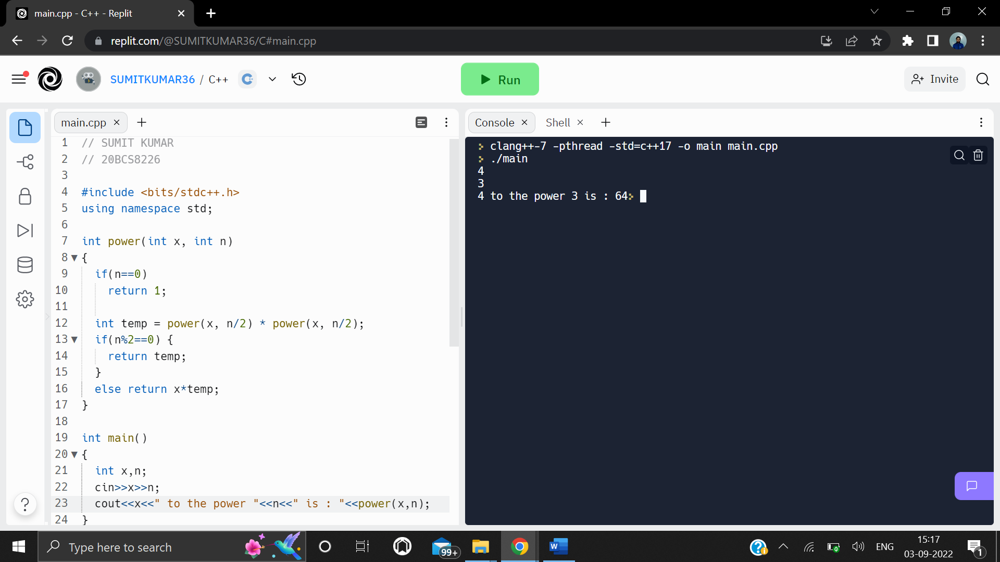 main.cpp - C++ - Replit
replit.com/@SUMITKUMAR36/C#main.cpp
SUMITKUMAR36 / C++
Run
Invite
main.cpp
1 // SUMIT KUMAR
2 // 20BCS8226
3
4 #include <bits/stdc++.h>
5 using namespace std;
6
7 int power(int x, int n)
8 {
9 if(n==0)
10 return 1;
11
12 int temp = power(x, n/2) * power(x, n/2);
13 if(n%2==0) {
14 return temp;
15 }
16 else return x*temp;
17 }
18
19 int main()
20 {
21 int x,n;
22 cin>>x>>n;
23 cout<<x<<" to the power "<<n<<" is : "<<power(x,n);
24 }
Console
Shell
clang++-7 -pthread -std=c++17 -o main main.cpp
./main
4
3
4 to the power 3 is : 64
Type here to search
99+
ENG
15:17
03-09-2022
1